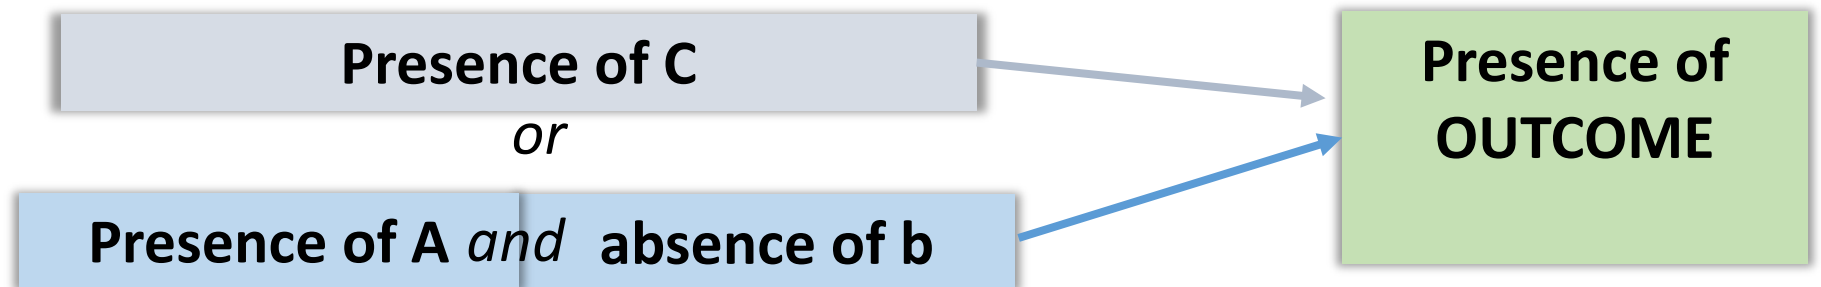 Presence of C
or
Presence of A and absence of b
Presence of
OUTCOME